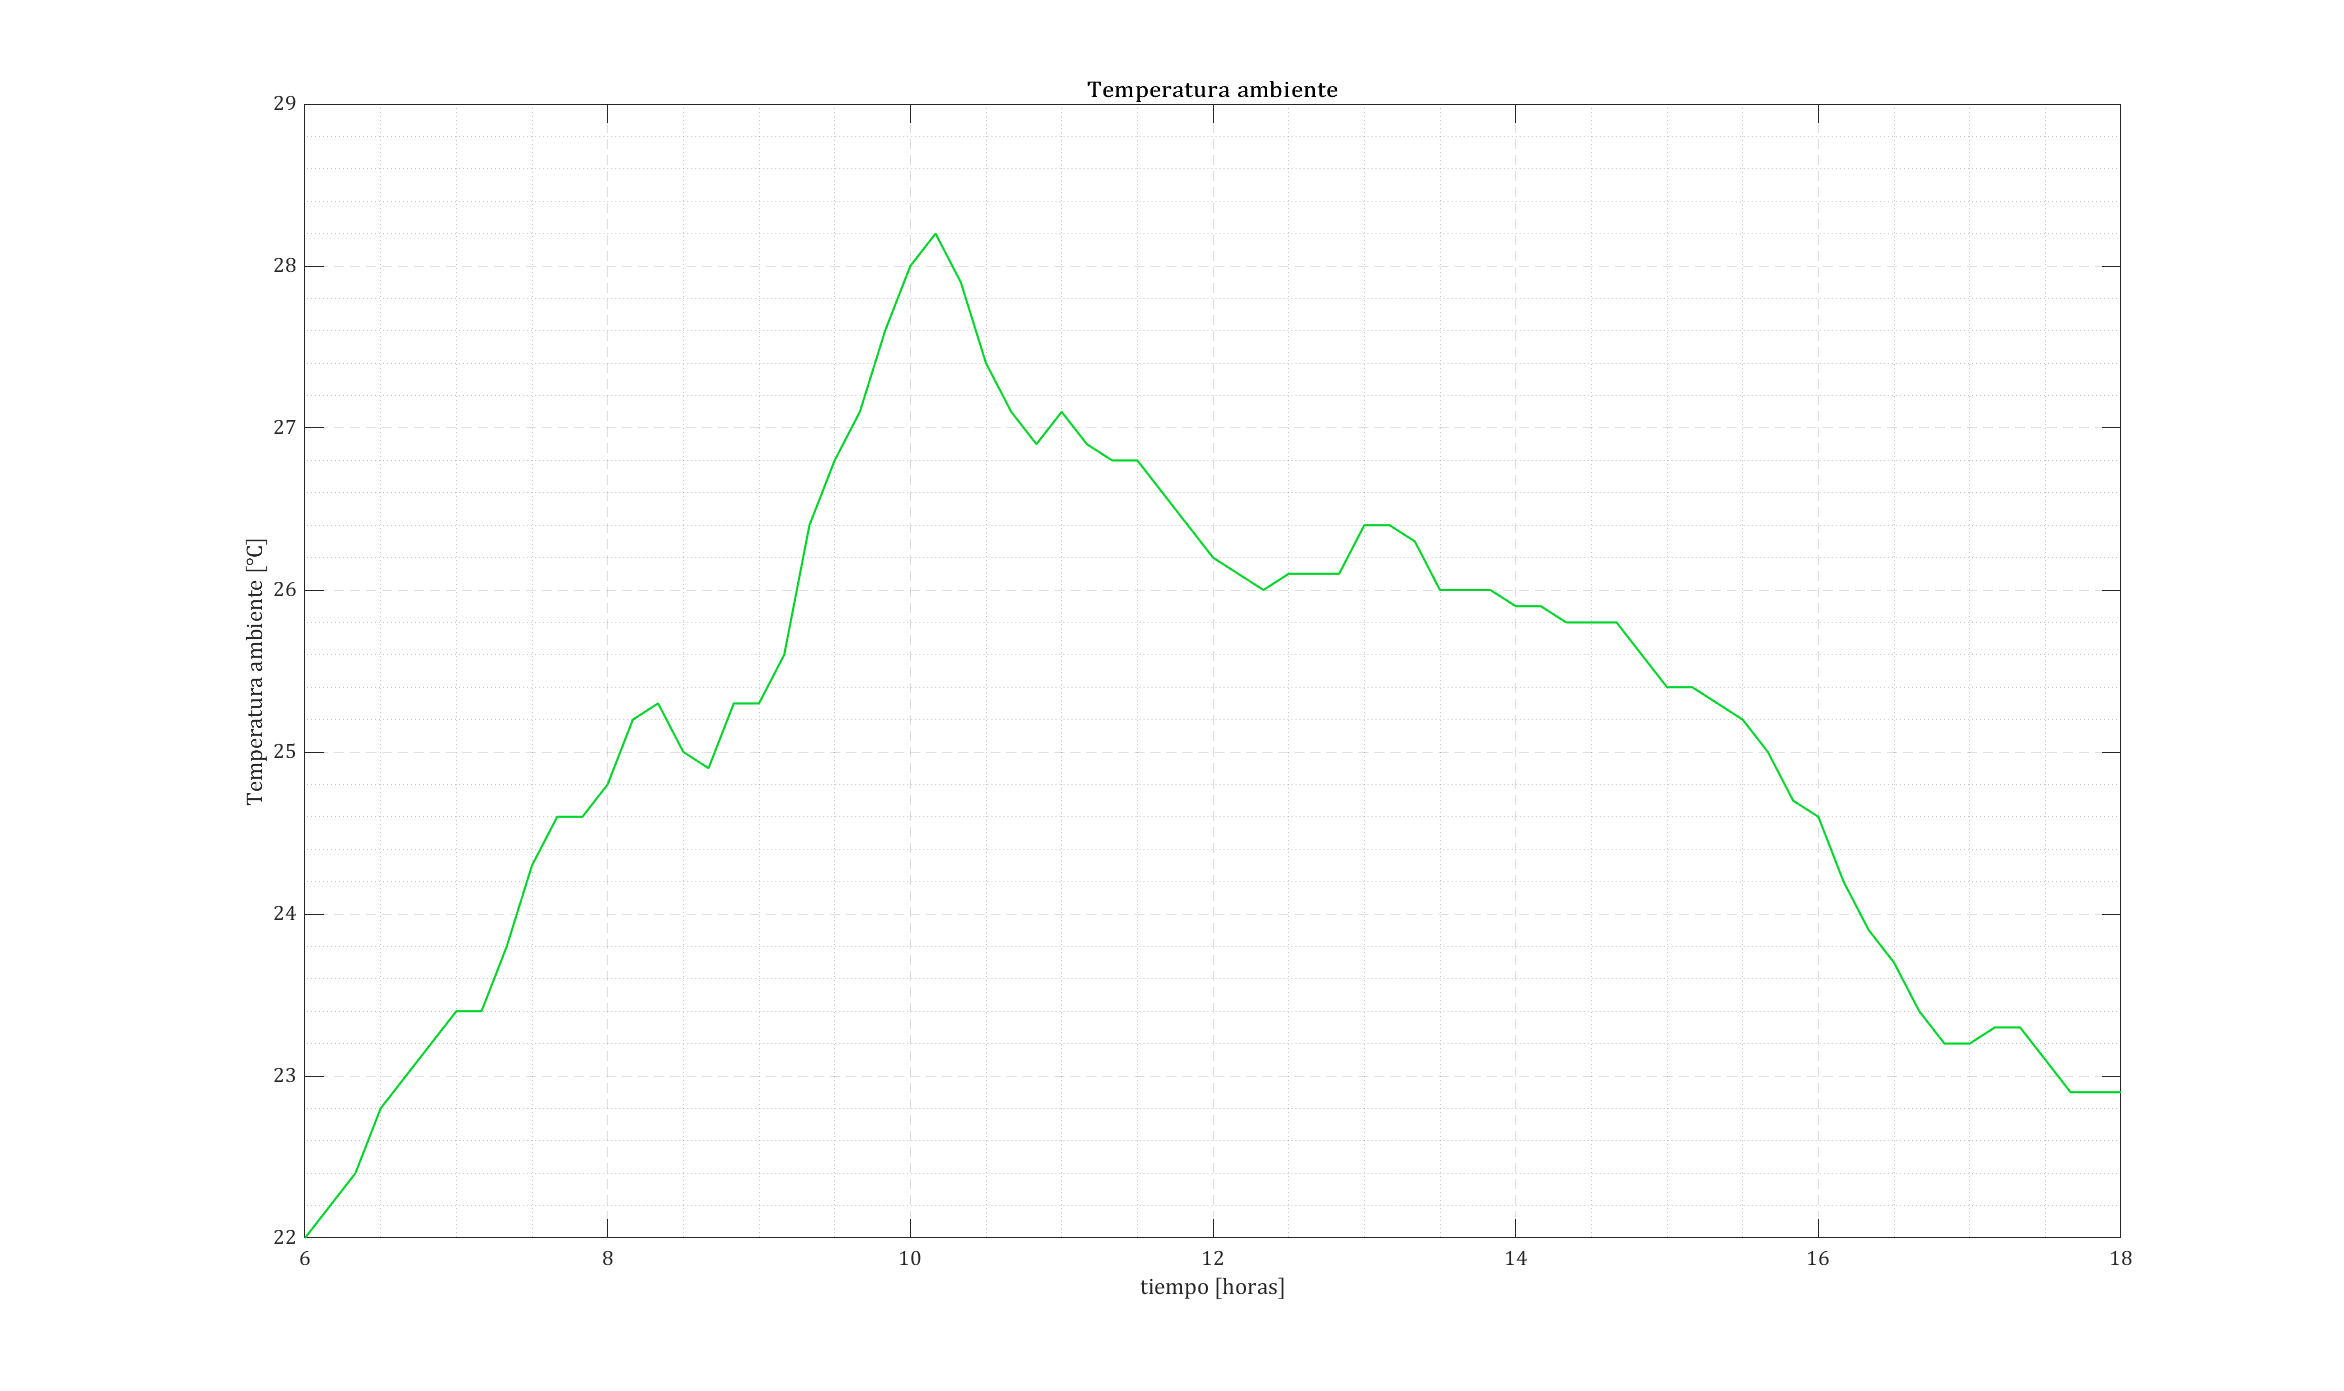 Temperatura ambiente
29
28
27
26
25
24
23
22
Temperatura ambiente [°C]
6 8 10 12 14 16 18
tiempo [horas]